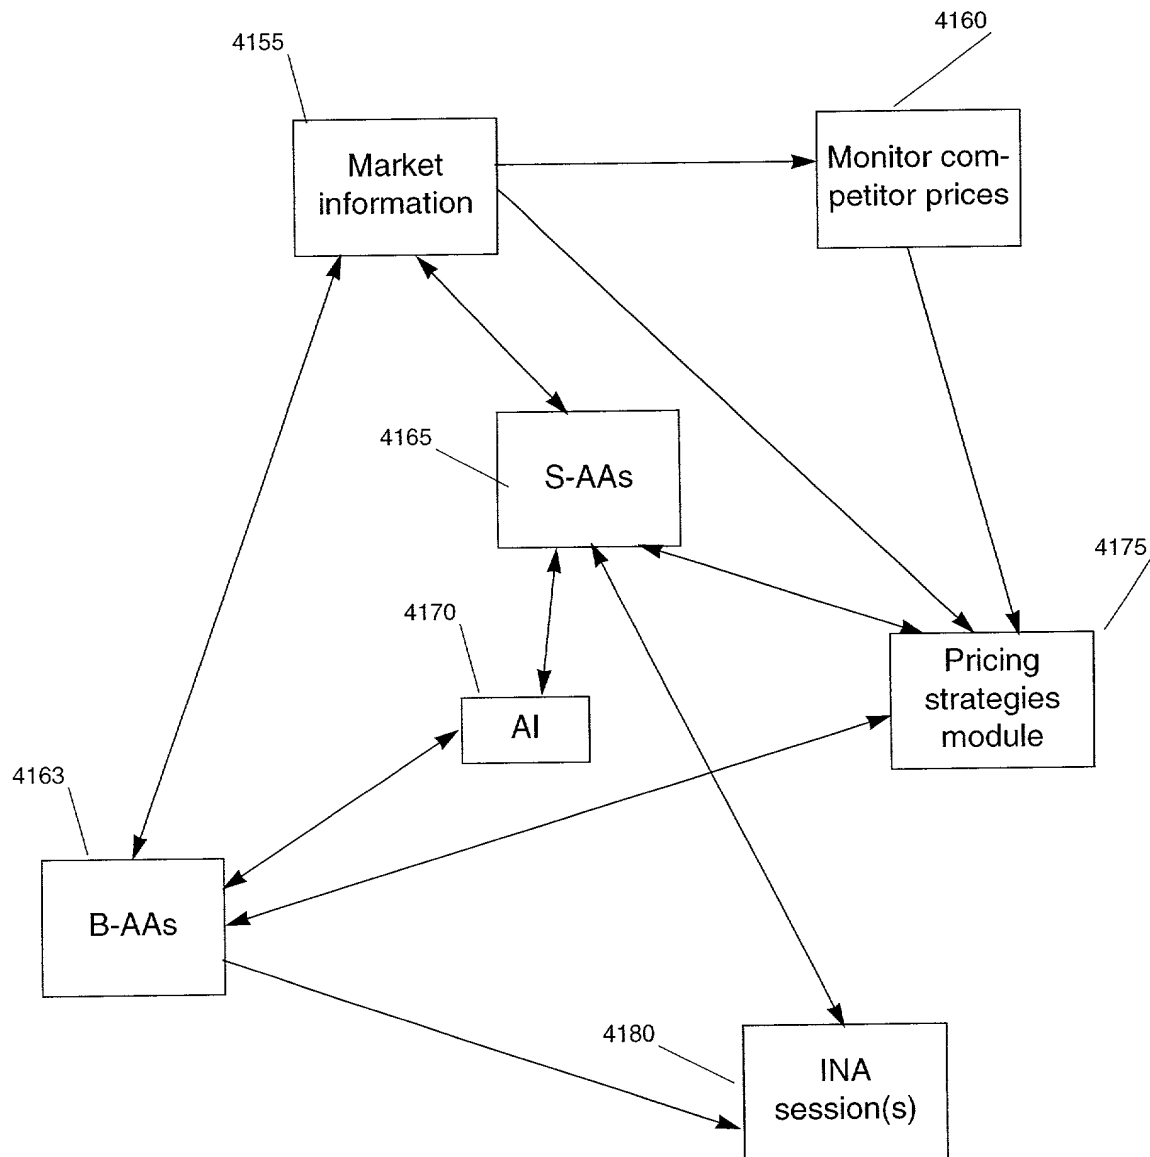 4160
4155
Market
information
Monitor com-
petitor prices
4165
S-AAs
4175
4170
Pricing
strategies
module
AI
4163
B-AAs
4180
INA
session(s)